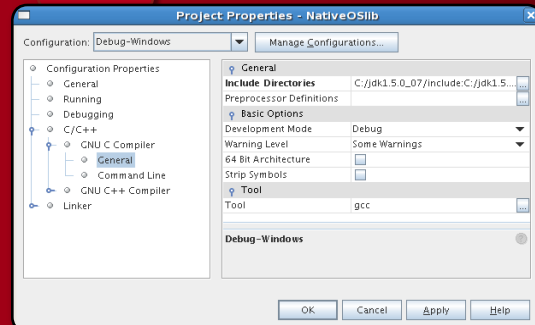 Project Properties - NativeOSlib
Configuration: Debug-Windows Manage Configurations...
Configuration Properties
General
Running
Debugging
C/C++
GNU C Compiler
General
Command Line
GNU C++ Compiler
Linker
General
Include Directories C:/jdk1.5.0_07/include:C:/jdk1.5.... ...
Preprocessor Definitions ...
Basic Options
Development Mode Debug
Warning Level Some Warnings
64 Bit Architecture
Strip Symbols
Tool
Tool gcc ...
Debug-Windows
OK Cancel Apply Help